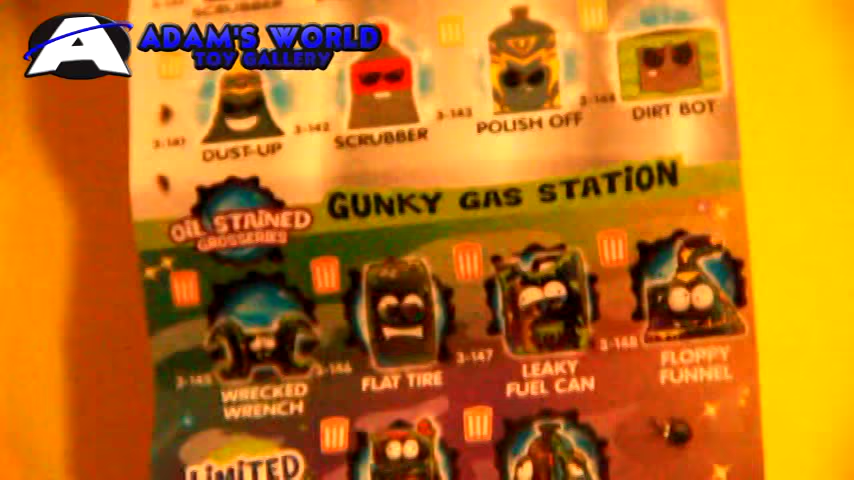 SCRUBBER
ADAM'S WORLD
TOY GALLERY
3-141 DUST-UP
3-142 SCRUBBER
3-143 POLISH OFF
3-144 DIRT BOT
OIL STAINED
GROSSERIES
GUNKY GAS STATION
3-145 WRECKED
WRENCH
3-146 FLAT TIRE
3-147 LEAKY
FUEL CAN
3-148 FLOPPY
FUNNEL
LIMITED